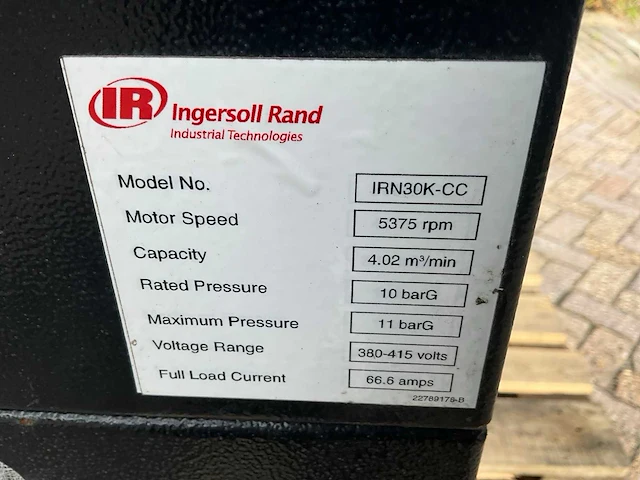 IR Ingersoll Rand
Industrial Technologies
Model No. IRN30K-CC
Motor Speed 5375 rpm
Capacity 4.02 m³/min
Rated Pressure 10 barG
Maximum Pressure 11 barG
Voltage Range 380-415 volts
Full Load Current 66.6 amps
22789178-B